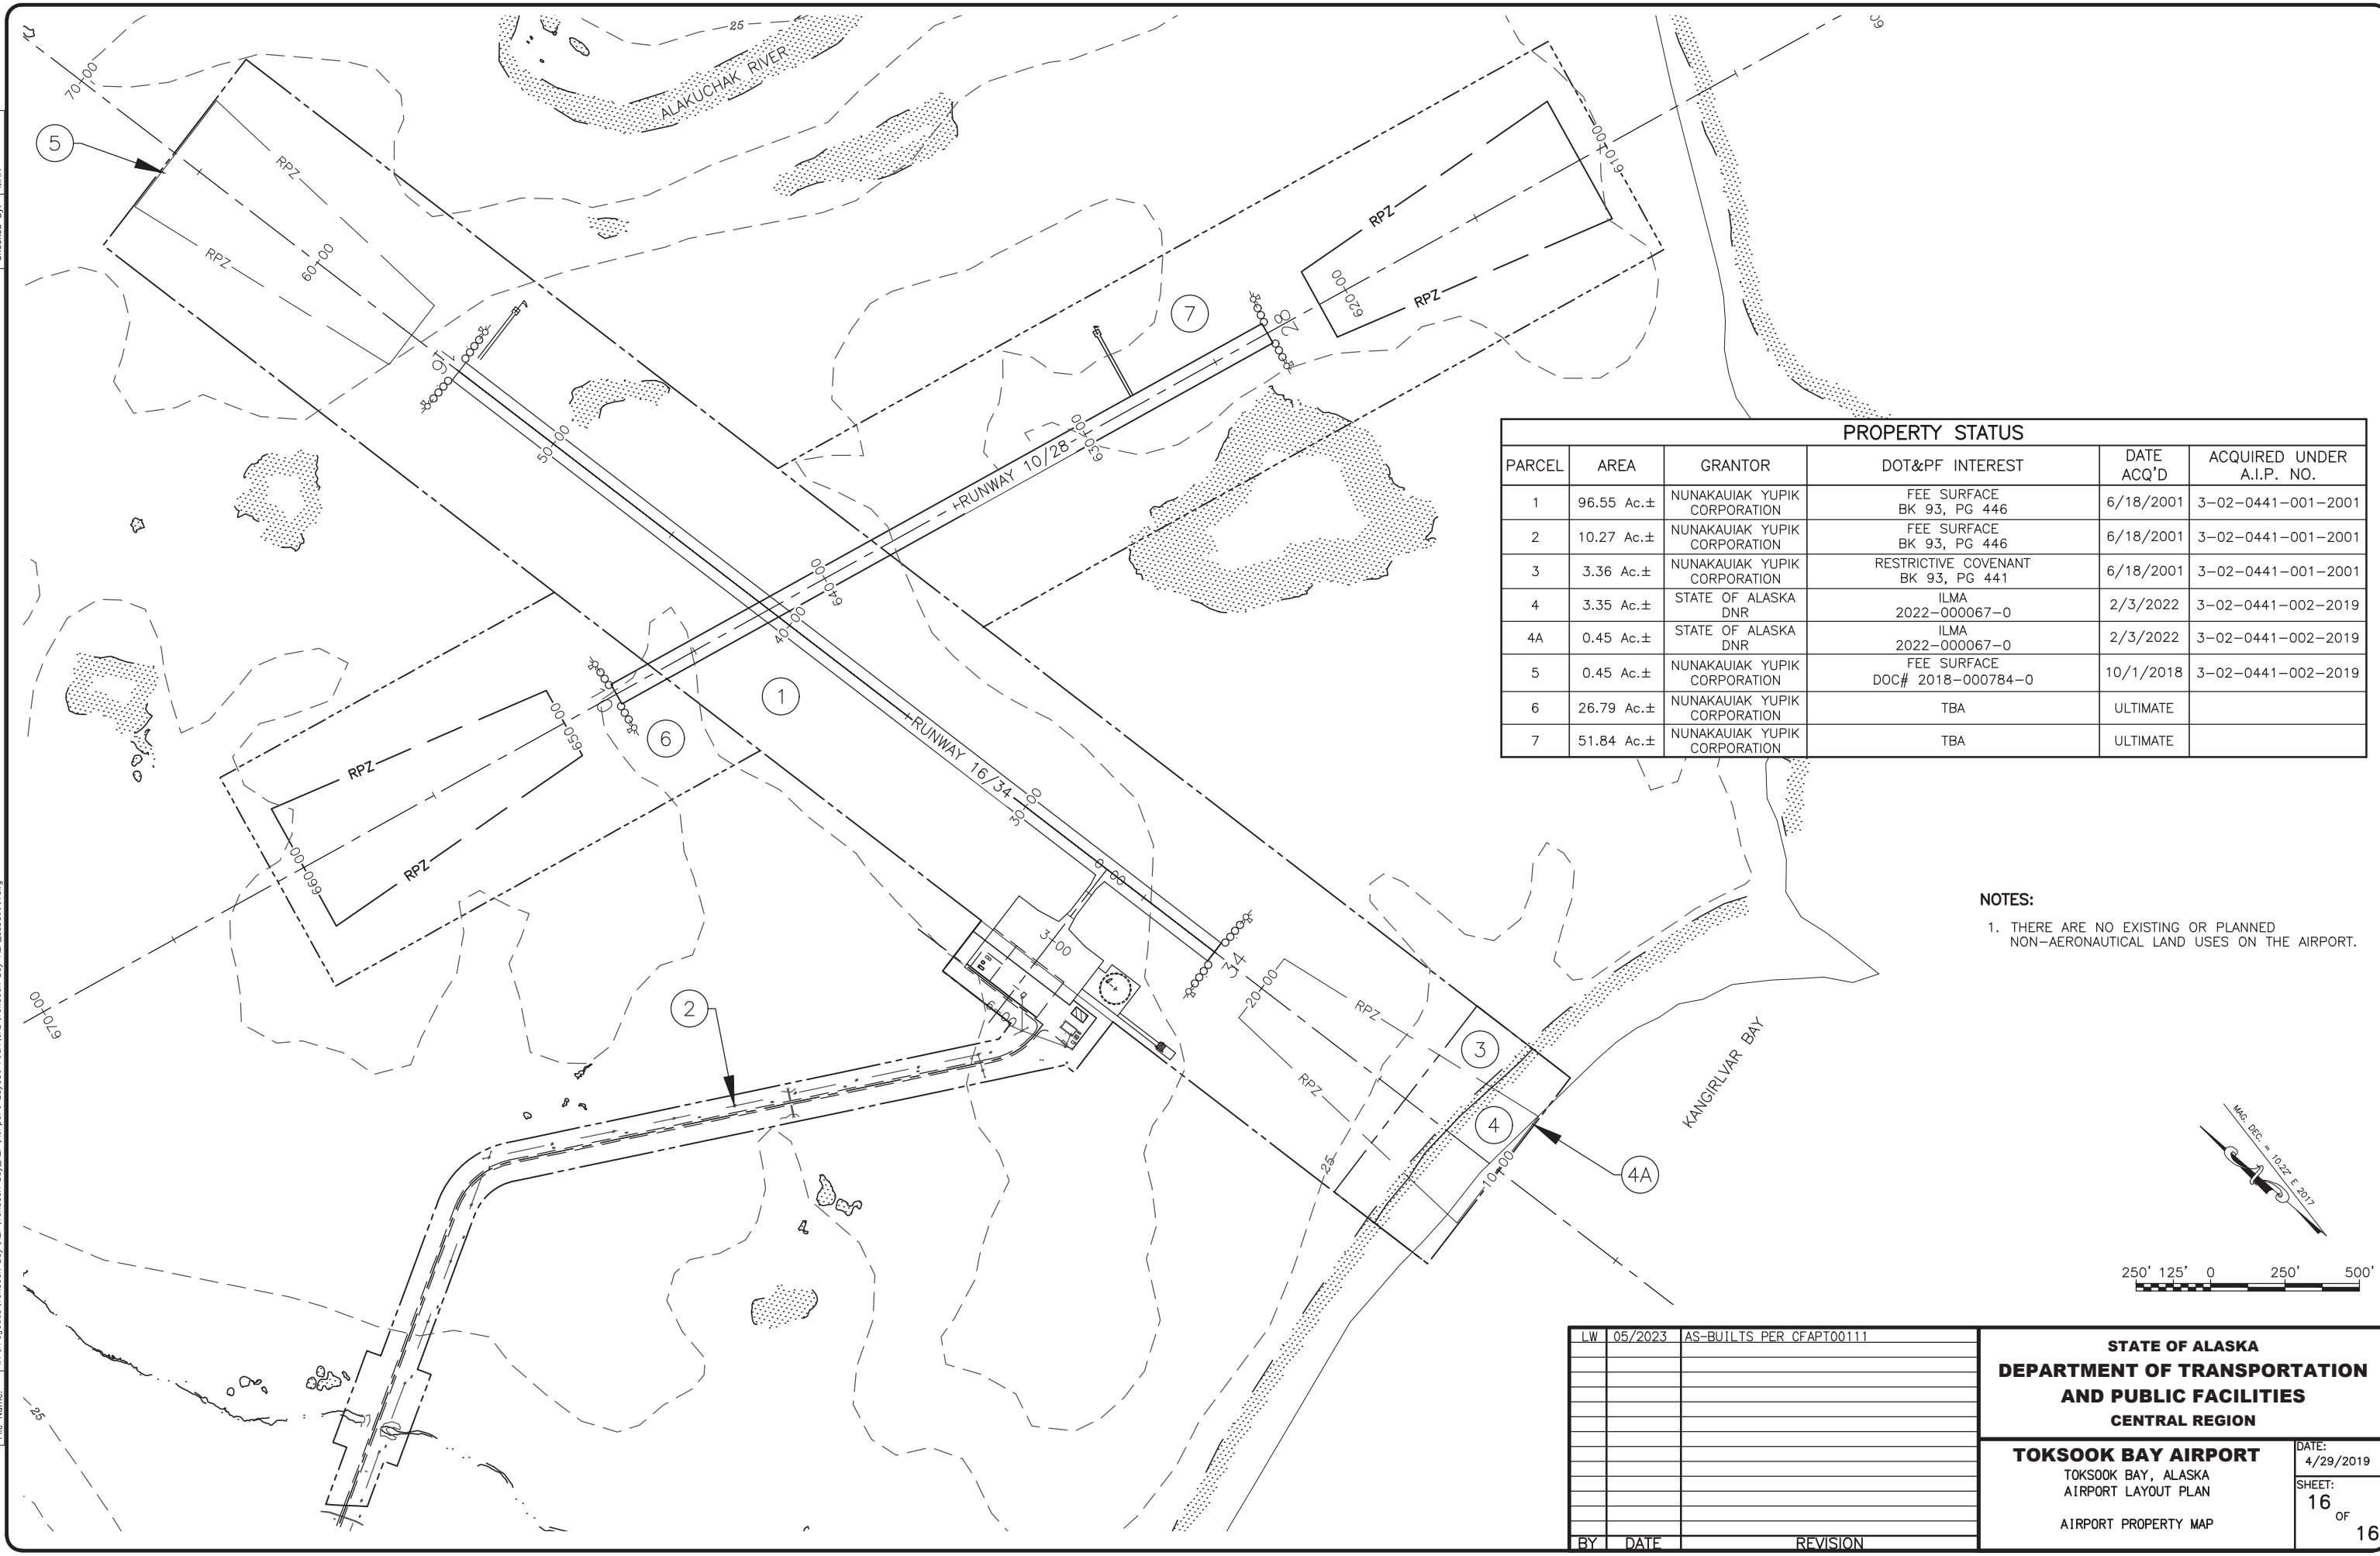 25
ALAKUCHAK RIVER
70+00
5
RPZ
RPZ
60+00
16
50+00
RPZ
RPZ
610+00
620+00
7
28
630+00
RUNWAY 10/28
640+00
40+00
1
6
10
650+00
RPZ
RPZ
660+00
670+00
RUNWAY 16/34
30+00
0+00
3+00
6+00
34
20+00
RPZ
RPZ
2
3
4
4A
10+00
25
25
KANGIRLVAR BAY
PROPERTY STATUS
PARCEL AREA GRANTOR DOT&PF INTEREST DATE ACQ'D ACQUIRED UNDER A.I.P. NO.
1 96.55 Ac.± NUNAKAUIAK YUPIK CORPORATION FEE SURFACE BK 93, PG 446 6/18/2001 3-02-0441-001-2001
2 10.27 Ac.± NUNAKAUIAK YUPIK CORPORATION FEE SURFACE BK 93, PG 446 6/18/2001 3-02-0441-001-2001
3 3.36 Ac.± NUNAKAUIAK YUPIK CORPORATION RESTRICTIVE COVENANT BK 93, PG 441 6/18/2001 3-02-0441-001-2001
4 3.35 Ac.± STATE OF ALASKA DNR ILMA 2022-000067-0 2/3/2022 3-02-0441-002-2019
4A 0.45 Ac.± STATE OF ALASKA DNR ILMA 2022-000067-0 2/3/2022 3-02-0441-002-2019
5 0.45 Ac.± NUNAKAUIAK YUPIK CORPORATION FEE SURFACE DOC# 2018-000784-0 10/1/2018 3-02-0441-002-2019
6 26.79 Ac.± NUNAKAUIAK YUPIK CORPORATION TBA ULTIMATE
7 51.84 Ac.± NUNAKAUIAK YUPIK CORPORATION TBA ULTIMATE
NOTES:
1. THERE ARE NO EXISTING OR PLANNED
NON-AERONAUTICAL LAND USES ON THE AIRPORT.
MAG. DEC. = 10.22° E 2017
250' 125' 0 250' 500'
LW 05/2023 AS-BUILTS PER CFAPT00111
BY DATE REVISION
STATE OF ALASKA
DEPARTMENT OF TRANSPORTATION
AND PUBLIC FACILITIES
CENTRAL REGION
TOKSOOK BAY AIRPORT
TOKSOOK BAY, ALASKA
AIRPORT LAYOUT PLAN
AIRPORT PROPERTY MAP
DATE:
4/29/2019
SHEET:
16
OF
16